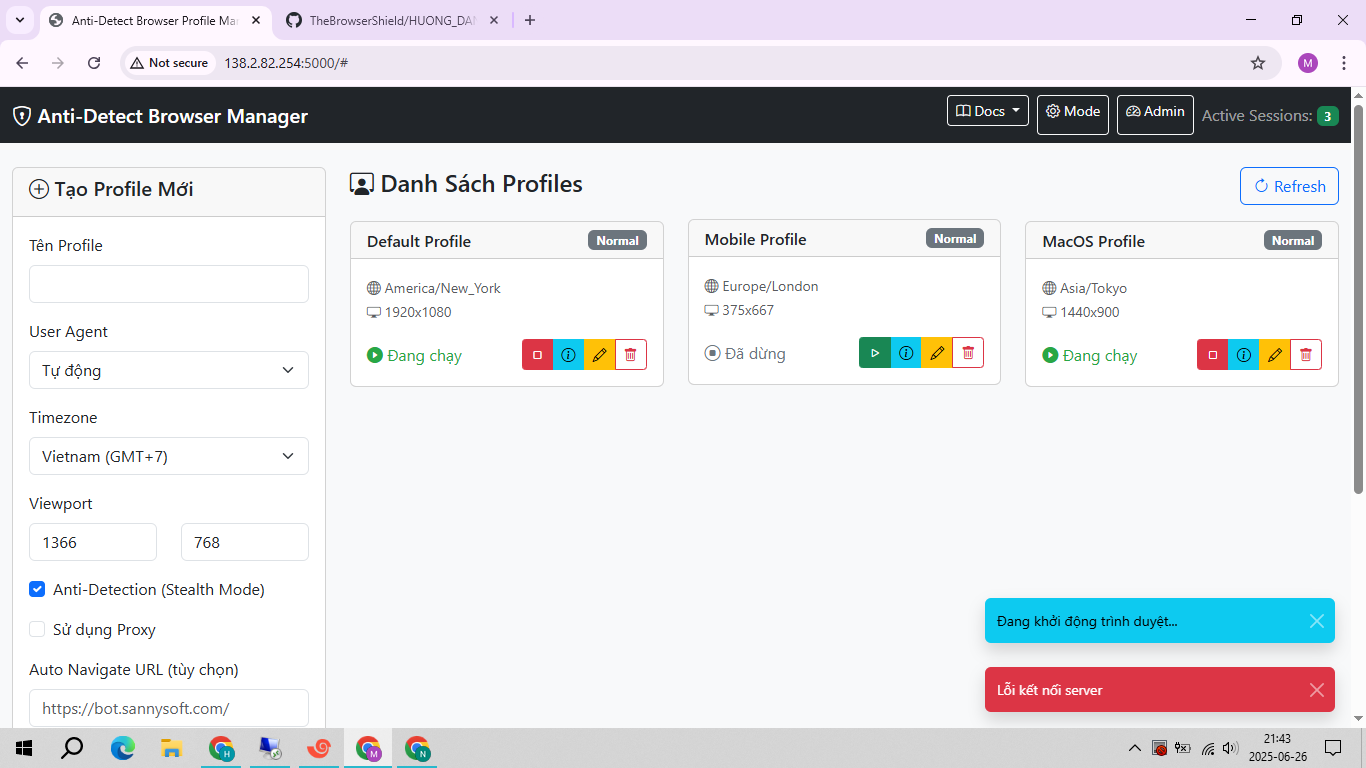 Anti-Detect Browser Profile Ma
TheBrowserShield/HUONG_DA
Not secure
138.2.82.254:5000/#
M
Anti-Detect Browser Manager
Docs
Mode
Admin
Active Sessions: 3
Tạo Profile Mới
Tên Profile
User Agent
Tự động
Timezone
Vietnam (GMT+7)
Viewport
1366
768
Anti-Detection (Stealth Mode)
Sử dụng Proxy
Auto Navigate URL (tùy chọn)
https://bot.sannysoft.com/
Danh Sách Profiles
Refresh
Default Profile
Normal
America/New_York
1920x1080
Đang chạy
Mobile Profile
Normal
Europe/London
375x667
Đã dừng
MacOS Profile
Normal
Asia/Tokyo
1440x900
Đang chạy
Đang khởi động trình duyệt...
Lỗi kết nối server
H
M
N
21:43
2025-06-26